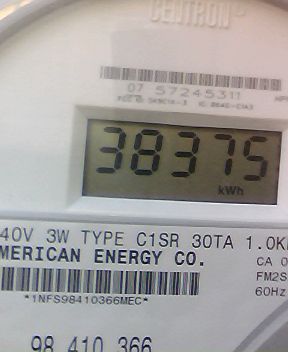 CENTRON
07 57245311
38375
kWh
40V 3W TYPE C1SR 30TA 1.0K
MERICAN ENERGY CO.
CA 0
FM2S
*1NFS98410366MEC*
60Hz
98 410 366